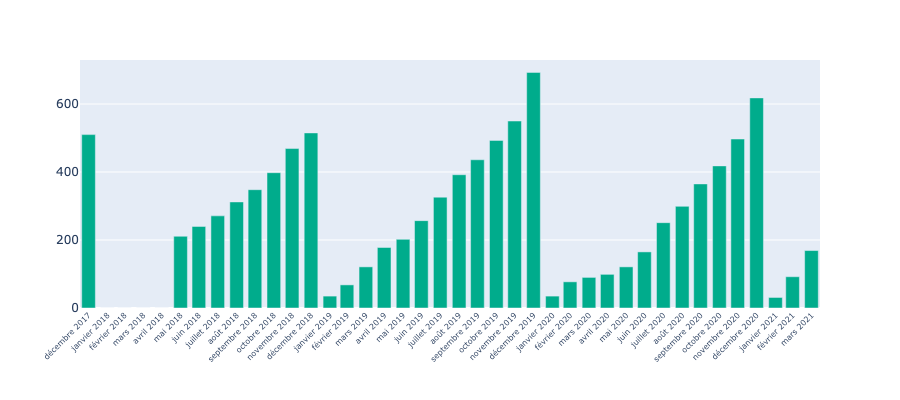 600
400
200
0
décembre 2017
janvier 2018
février 2018
mars 2018
avril 2018
mai 2018
juin 2018
juillet 2018
août 2018
septembre 2018
octobre 2018
novembre 2018
décembre 2018
janvier 2019
février 2019
mars 2019
avril 2019
mai 2019
juin 2019
juillet 2019
août 2019
septembre 2019
octobre 2019
novembre 2019
décembre 2019
janvier 2020
février 2020
mars 2020
avril 2020
mai 2020
juin 2020
juillet 2020
août 2020
septembre 2020
octobre 2020
novembre 2020
décembre 2020
janvier 2021
février 2021
mars 2021